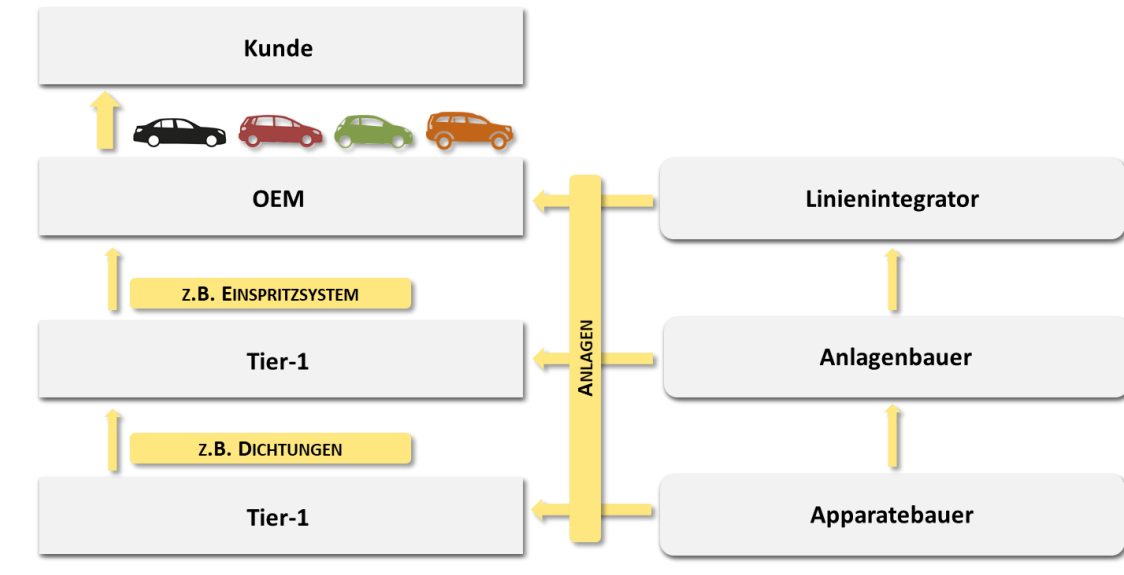 Kunde
OEM
Linienintegrator
z.B. Einspritzsystem
Tier-1
Anlagen
Anlagenbauer
z.B. Dichtungen
Tier-1
Apparatebauer